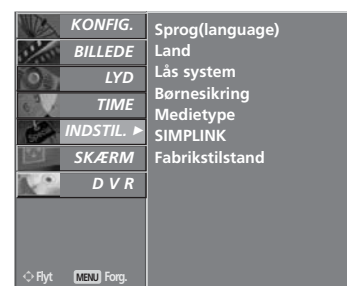 KONFIG.
BILLEDE
LYD
TIME
INDSTIL. ►
SKÆRM
D V R
Sprog(language)
Land
Lås system
Børnesikring
Medietype
SIMPLINK
Fabrikstilstand
Flyt MENU Forg.